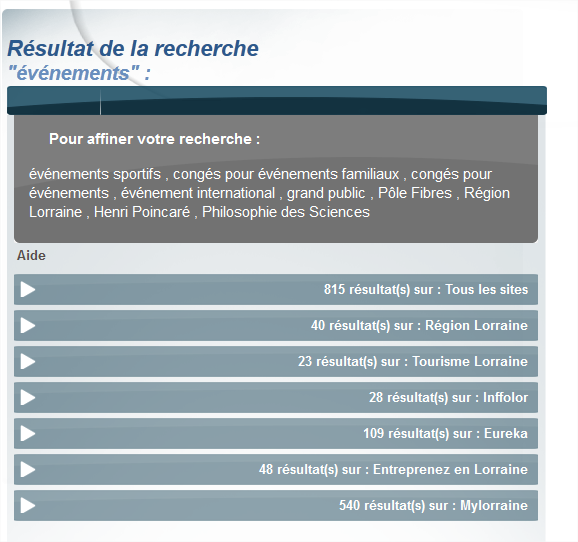 Résultat de la recherche
"événements" :
Pour affiner votre recherche :
événements sportifs , congés pour événements familiaux , congés pour
événements , événement international , grand public , Pôle Fibres , Région
Lorraine , Henri Poincaré , Philosophie des Sciences
Aide
815 résultat(s) sur : Tous les sites
40 résultat(s) sur : Région Lorraine
23 résultat(s) sur : Tourisme Lorraine
28 résultat(s) sur : Inffolor
109 résultat(s) sur : Eureka
48 résultat(s) sur : Entreprenez en Lorraine
540 résultat(s) sur : Mylorraine